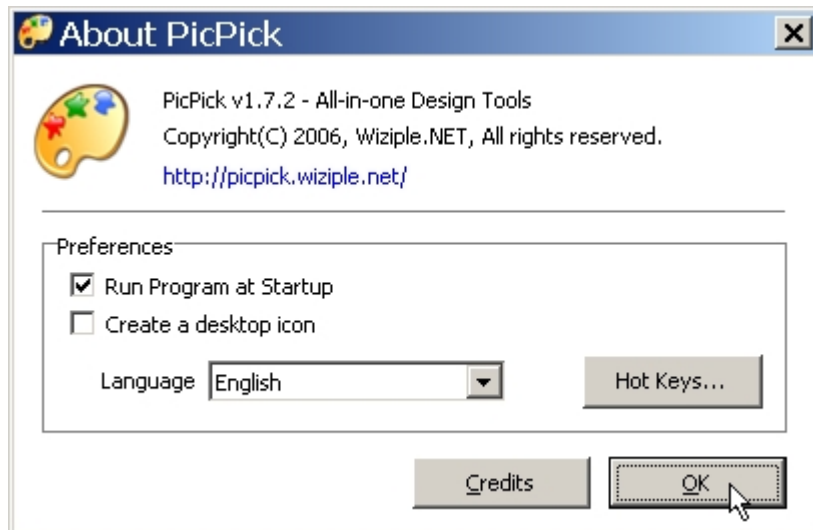 About PicPick
PicPick v1.7.2 - All-in-one Design Tools
Copyright(C) 2006, Wiziple.NET, All rights reserved.
http://picpick.wiziple.net/
Preferences
Run Program at Startup
Create a desktop icon
Language English Hot Keys...
Credits OK